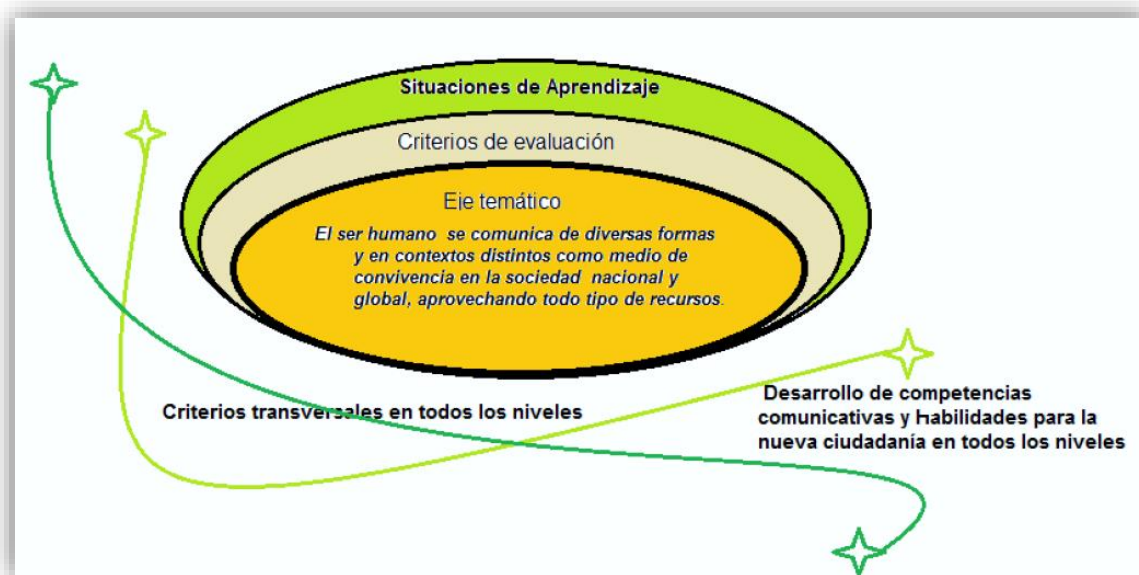 Situaciones de Aprendizaje
Criterios de evaluación
Eje temático
El ser humano se comunica de diversas formas
y en contextos distintos como medio de
convivencia en la sociedad nacional y
global, aprovechando todo tipo de recursos.
Criterios transversales en todos los niveles
Desarrollo de competencias
comunicativas y Habilidades para la
nueva ciudadanía en todos los niveles